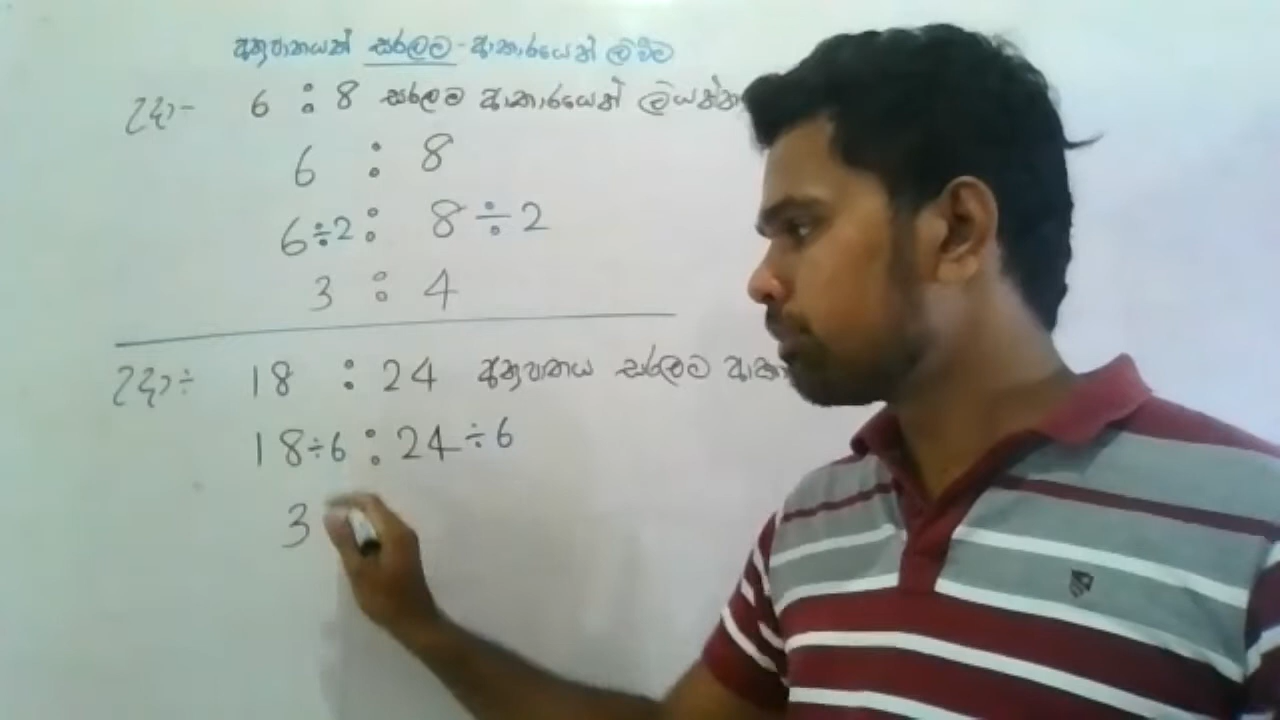 අනුපාතයක් සරලම - ආකාරයෙන් ලිවීම
උදා- 6 : 8 සරලම ආකාරයෙන් ලියන්න
6 : 8
6÷2 : 8÷2
3 : 4
උදා÷ 18 : 24 අනුපාතය සරලම
18÷6 : 24÷6
3